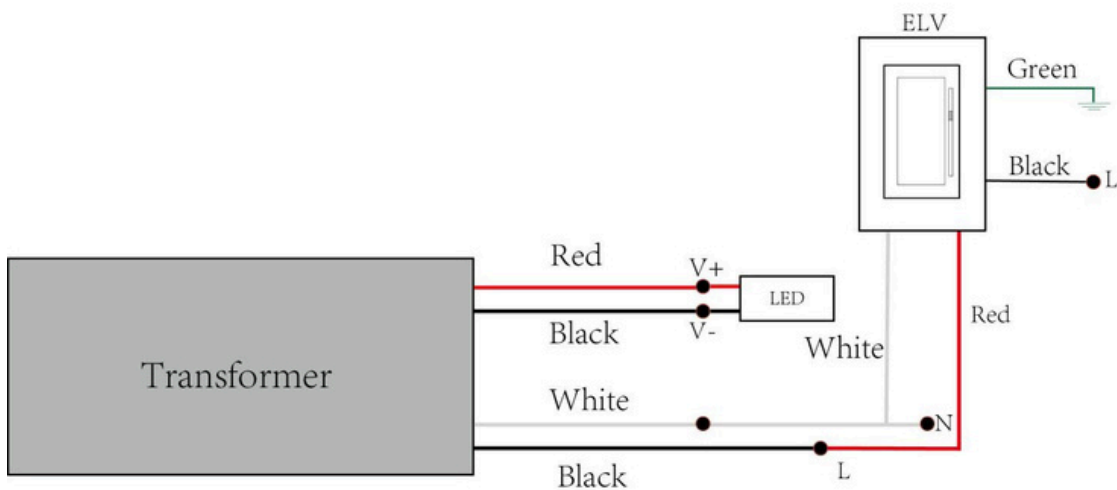 ELV
Green
Black
L
Red
V+
LED
Black
V-
Red
White
Transformer
White
N
Black
L